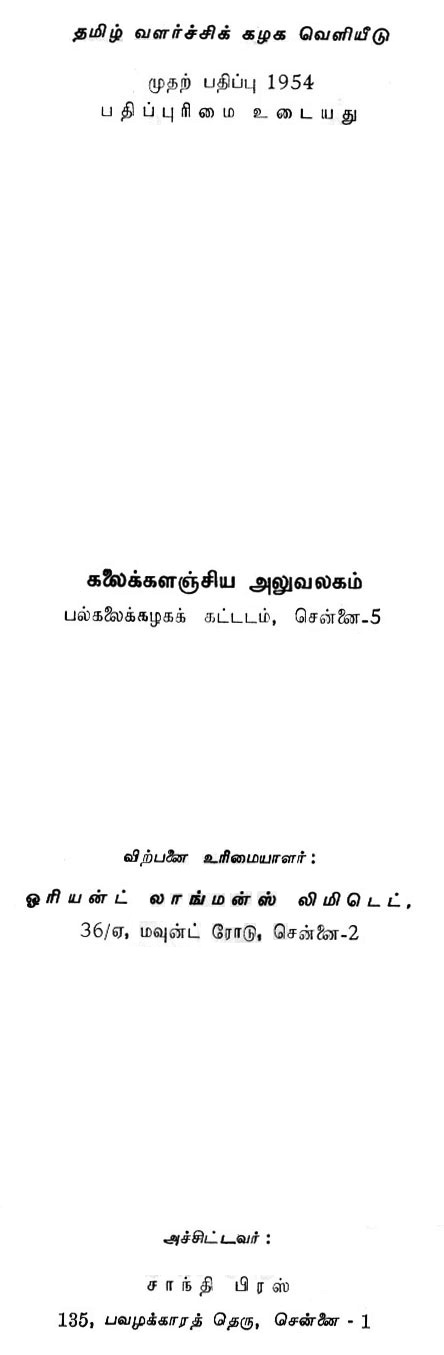 தமிழ் வளர்ச்சிக் கழக வெளியீடு
முதற் பதிப்பு 1954
பதிப்புரிமை உடையது
கலைக்களஞ்சிய அலுவலகம்
பல்கலைக்கழகக் கட்டடம், சென்னை-5
விற்பனை உரிமையாளர் :
ஓரியன்ட் லாங்மன்ஸ் லிமிடெட்,
36/ஏ, மவுன்ட் ரோடு, சென்னை-2
அச்சிட்டவர் :
சாந்தி பிரஸ்
135, பவழக்காரத் தெரு, சென்னை - 1